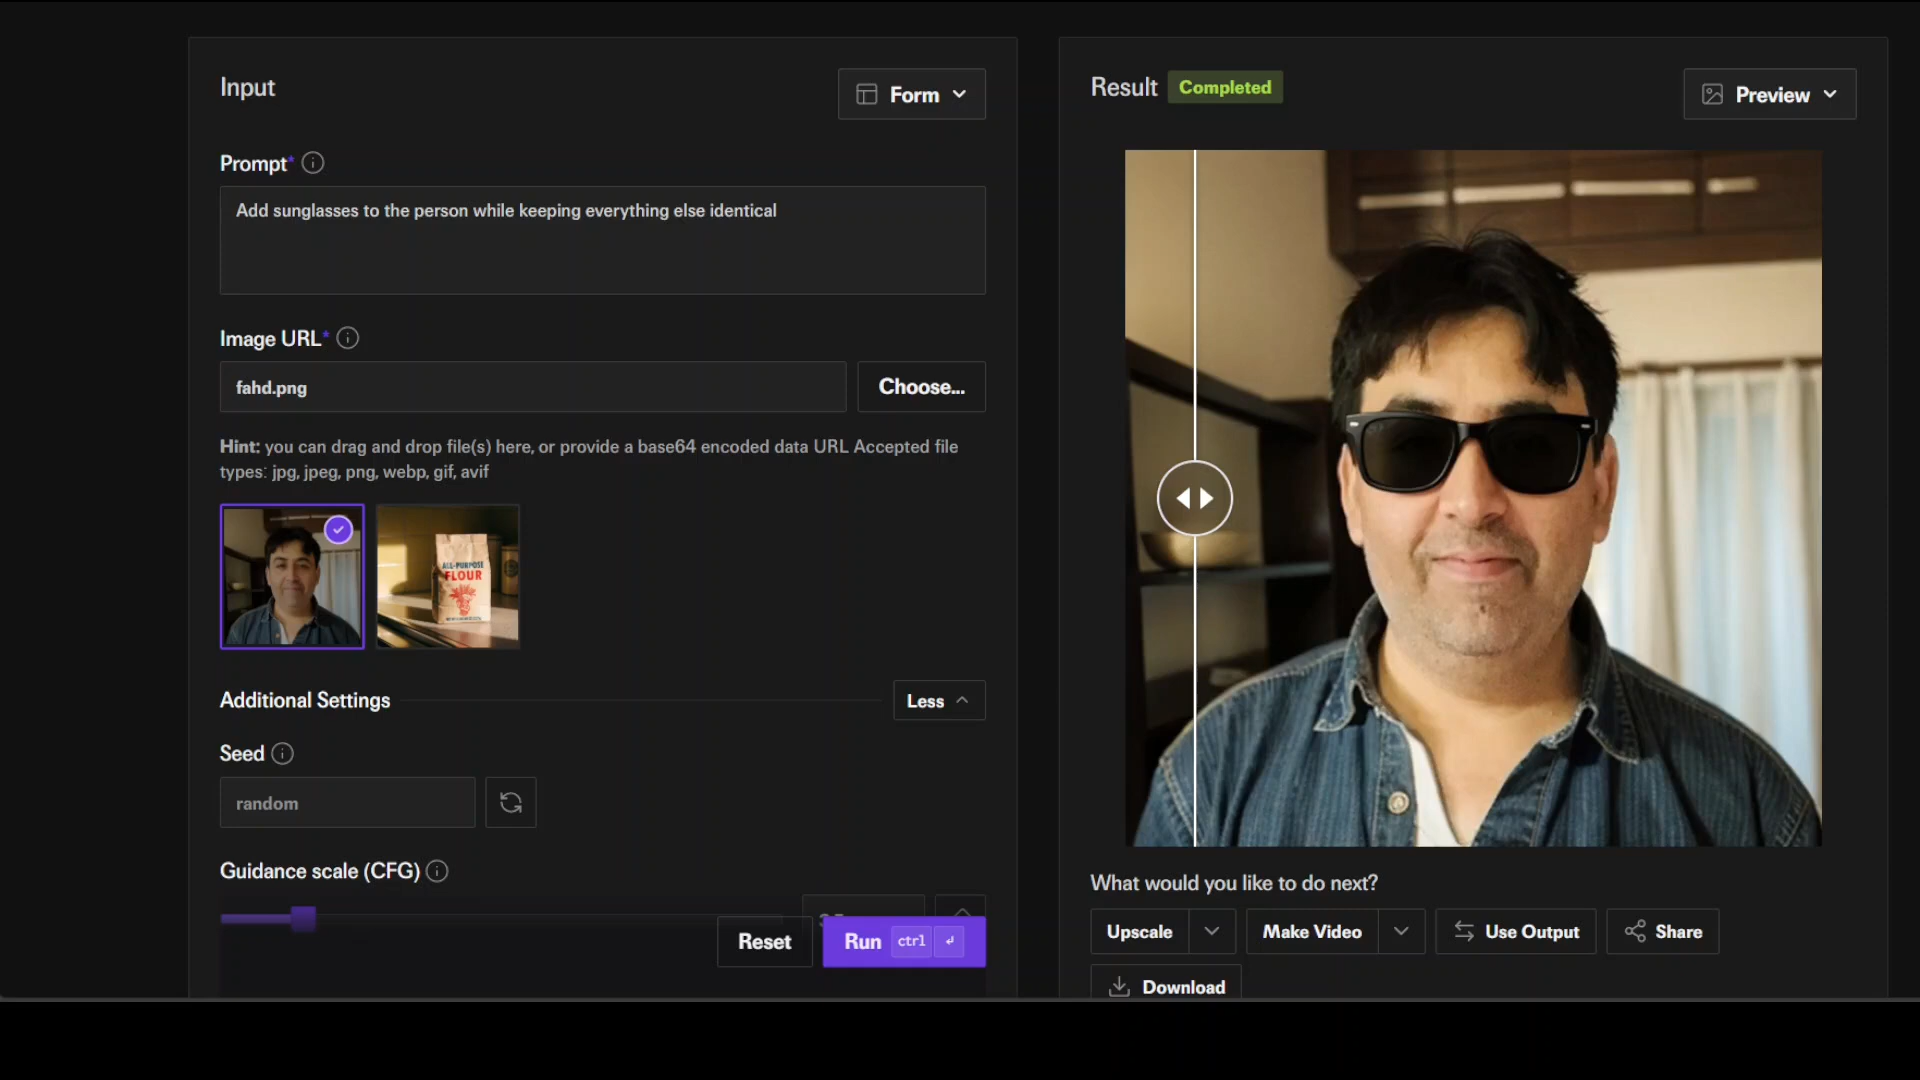 Input
Form
Prompt*
Add sunglasses to the person while keeping everything else identical
Image URL*
fahd.png
Choose...
Hint: you can drag and drop file(s) here, or provide a base64 encoded data URL Accepted file
types: jpg, jpeg, png, webp, gif, avif
ALL-PURPOSE
FLOUR
Additional Settings
Less
Seed
random
Guidance scale (CFG)
Reset
Run ctrl
Result Completed
Preview
What would you like to do next?
Upscale
Make Video
Use Output
Share
Download